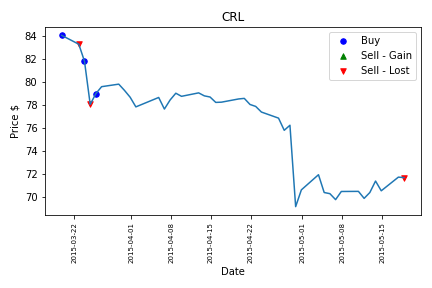 CRL
Buy
Sell - Gain
Sell - Lost
Price $
84
82
80
78
76
74
72
70
2015-03-22
2015-04-01
2015-04-08
2015-04-15
2015-04-22
2015-05-01
2015-05-08
2015-05-15
Date